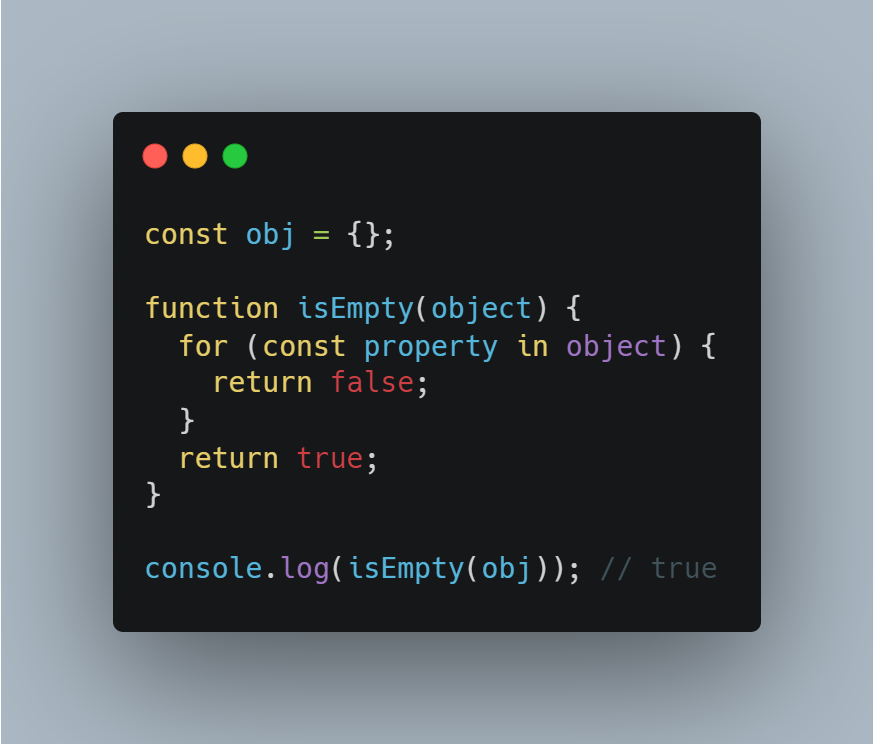 const obj = {};
function isEmpty(object) {
  for (const property in object) {
    return false;
  }
  return true;
}
console.log(isEmpty(obj)); // true